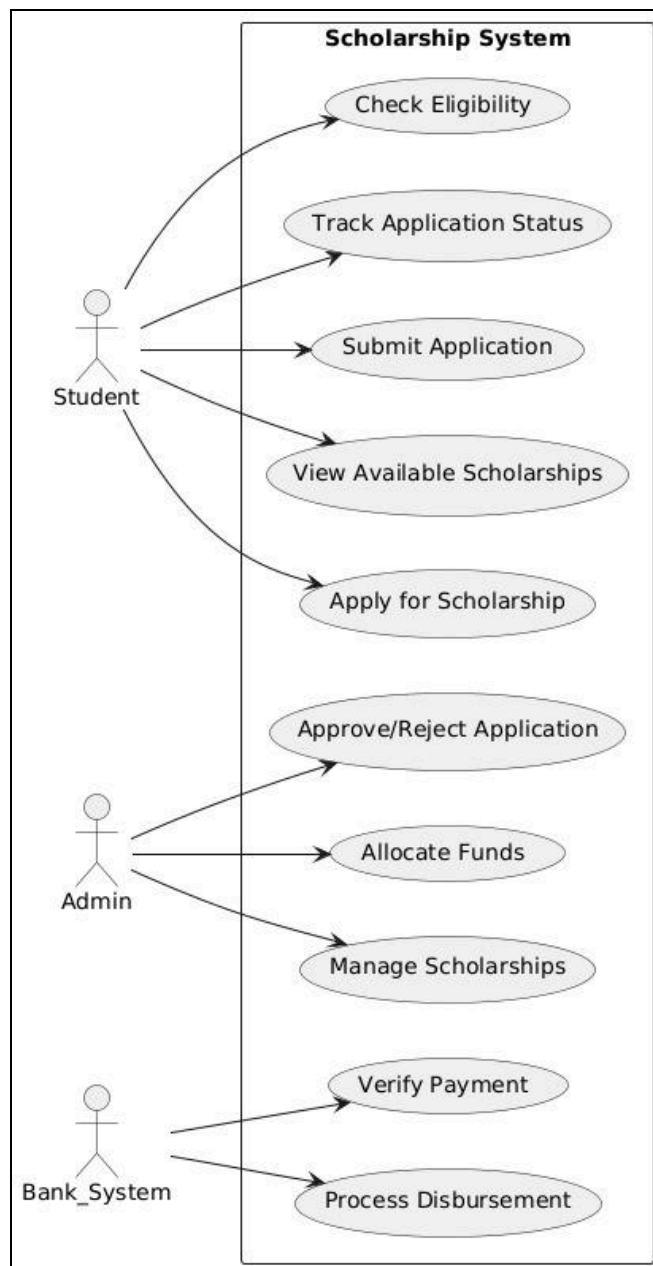 Scholarship System
Check Eligibility
Track Application Status
Submit Application
Student
View Available Scholarships
Apply for Scholarship
Approve/Reject Application
Allocate Funds
Admin
Manage Scholarships
Verify Payment
Bank_System
Process Disbursement